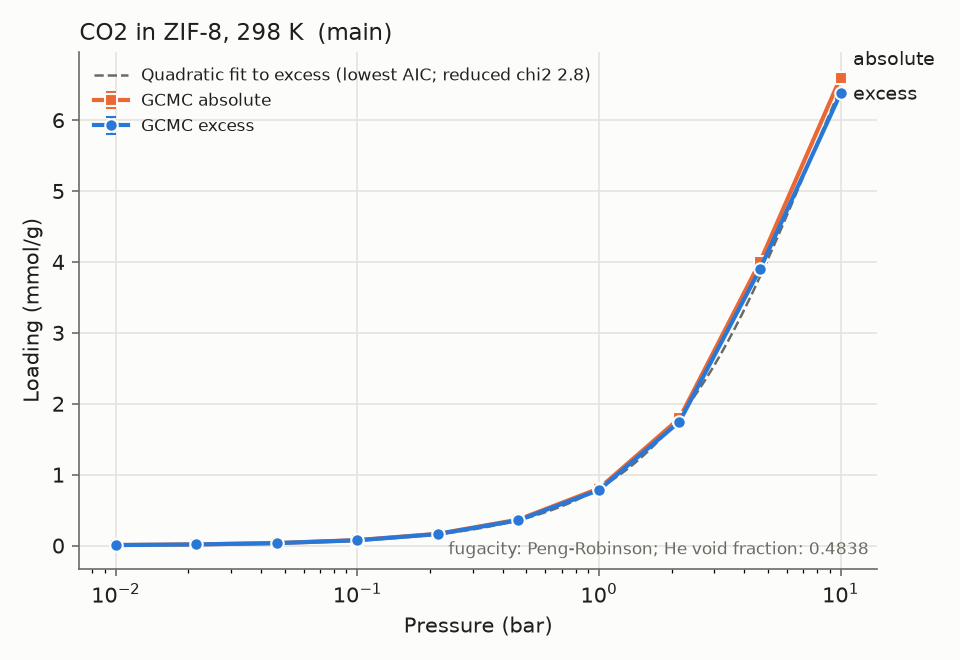 CO2 in ZIF-8, 298 K (main)
Quadratic fit to excess (lowest AIC; reduced chi2 2.8)
GCMC absolute
GCMC excess
absolute
excess
Loading (mmol/g)
6
5
4
3
2
1
0
fugacity: Peng-Robinson; He void fraction: 0.4838
10⁻² 10⁻¹ 10⁰ 10¹
Pressure (bar)